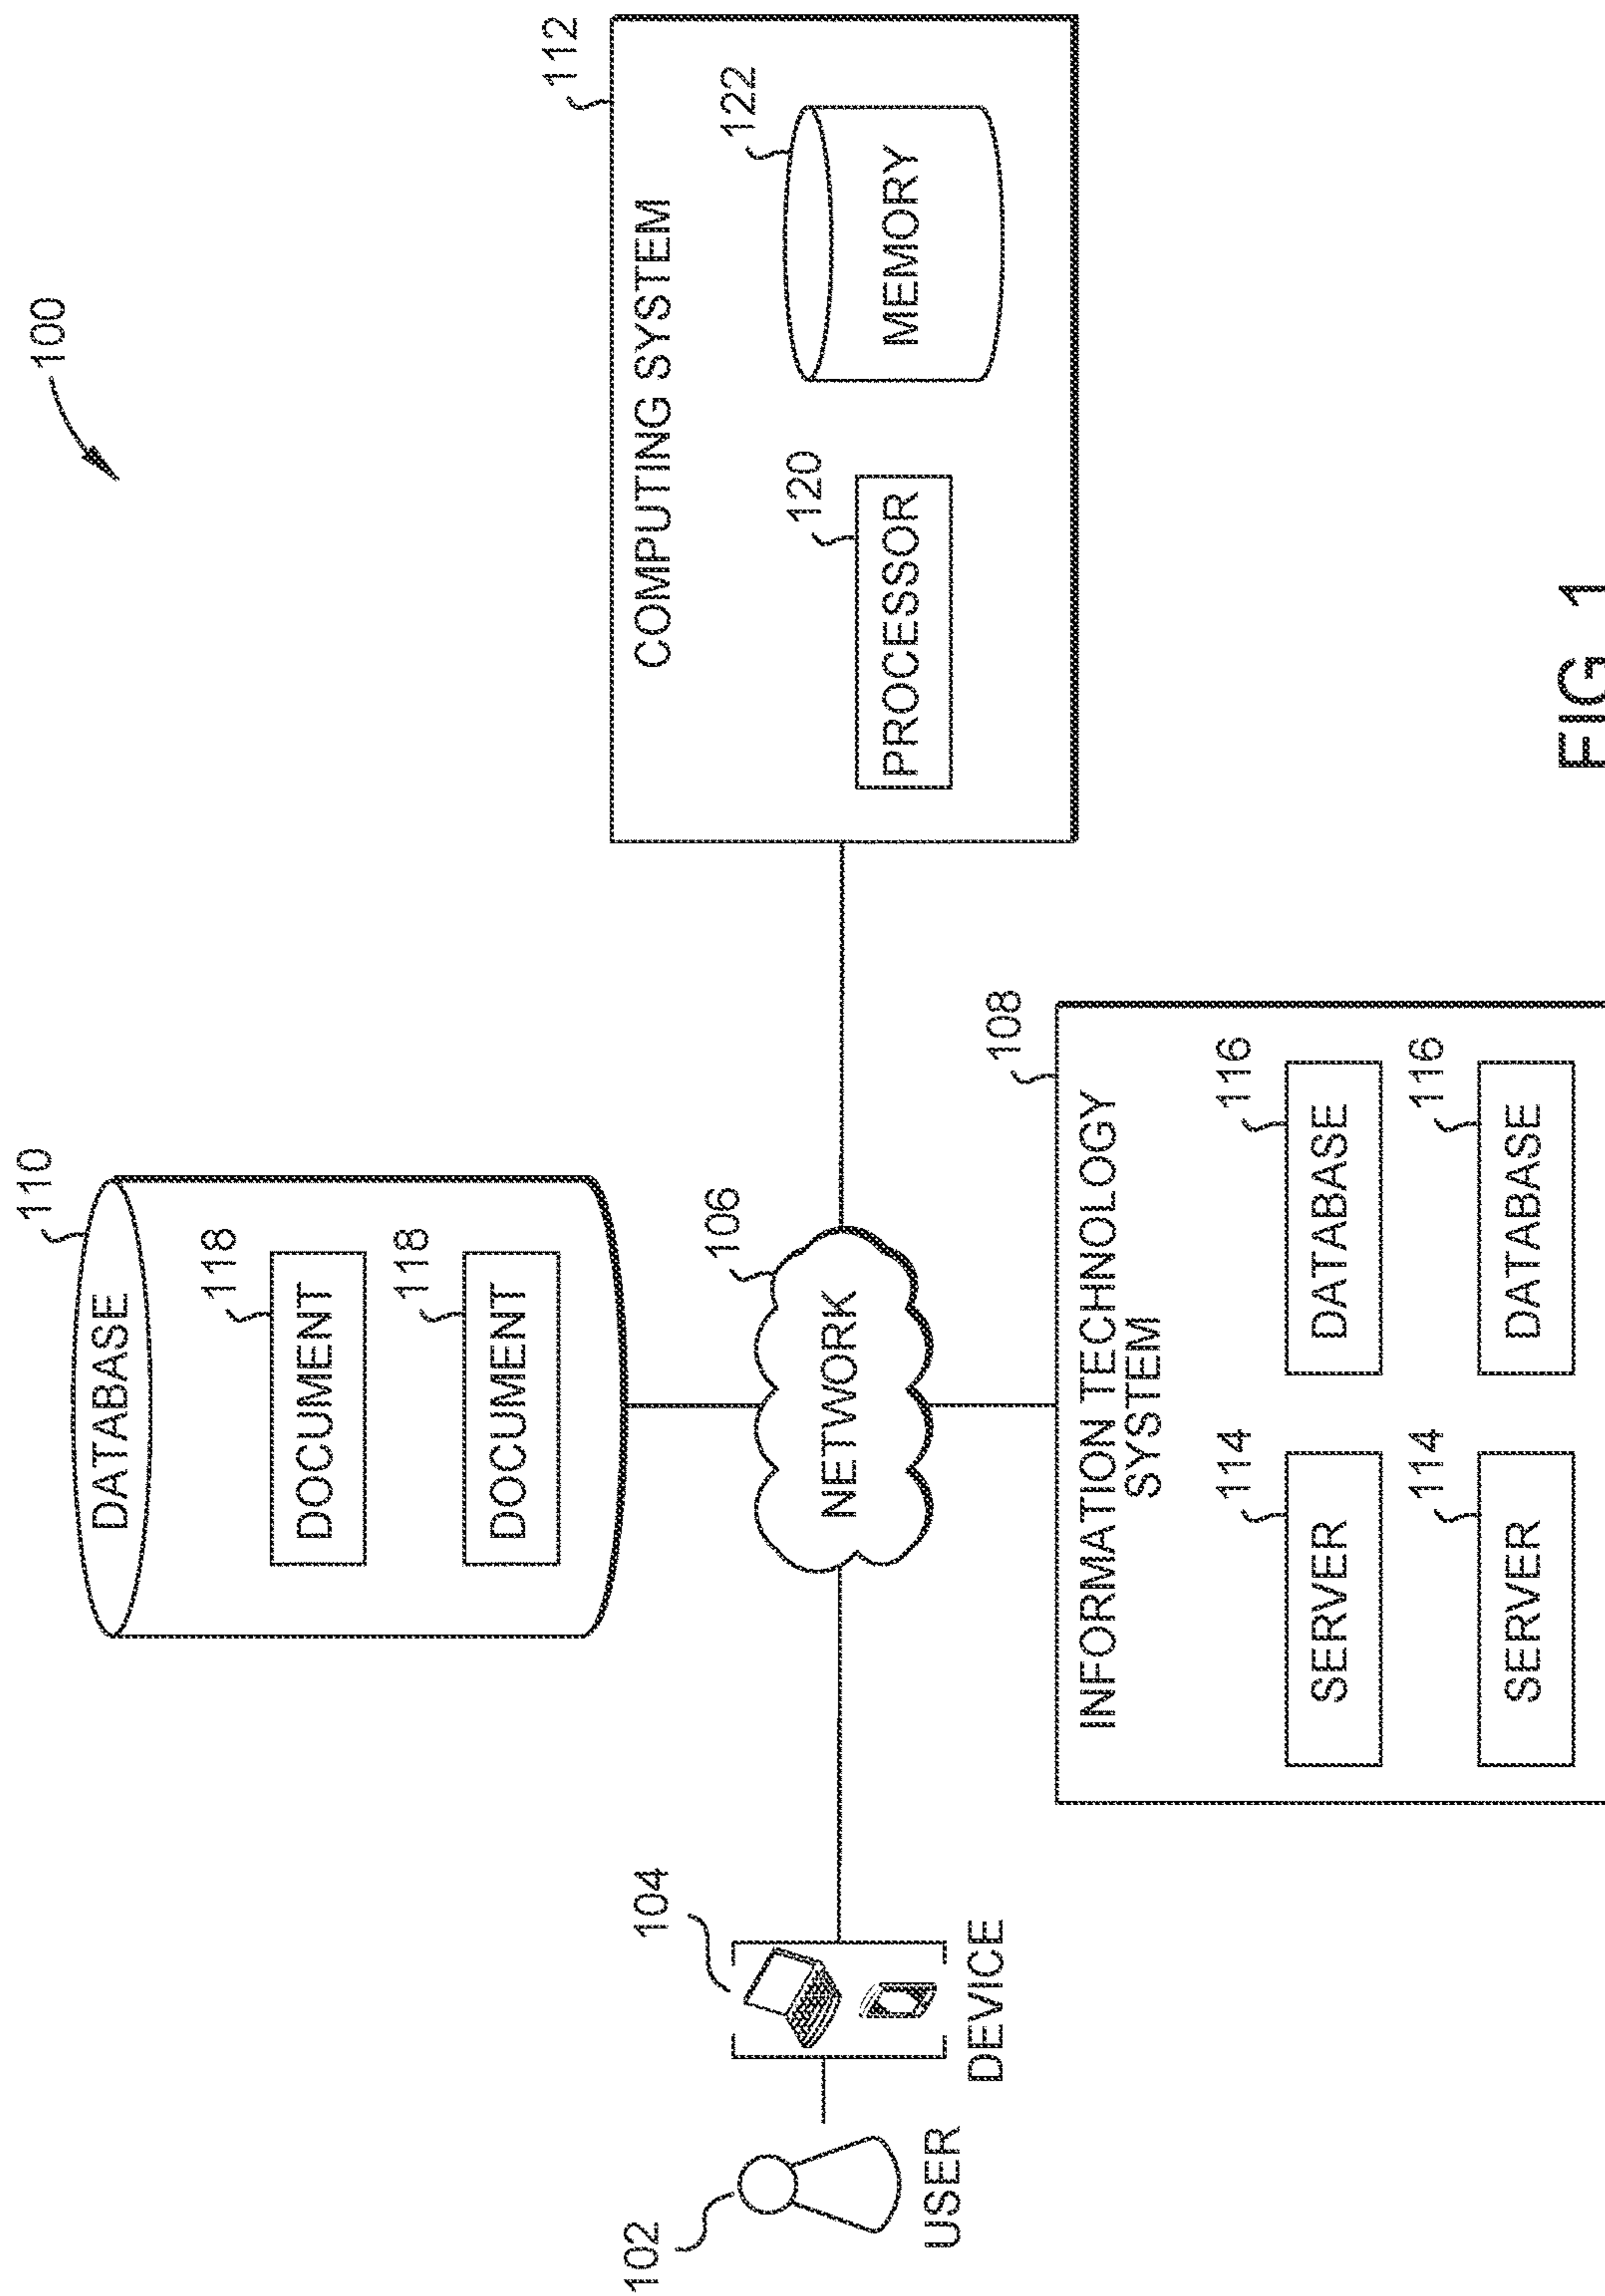 100
110
DATABASE
118
DOCUMENT
118
DOCUMENT
112
COMPUTING SYSTEM
120
PROCESSOR
122
MEMORY
102
USER
104
DEVICE
106
NETWORK
108
INFORMATION TECHNOLOGY
SYSTEM
114
SERVER
116
DATABASE
114
SERVER
116
DATABASE
FIG. 1